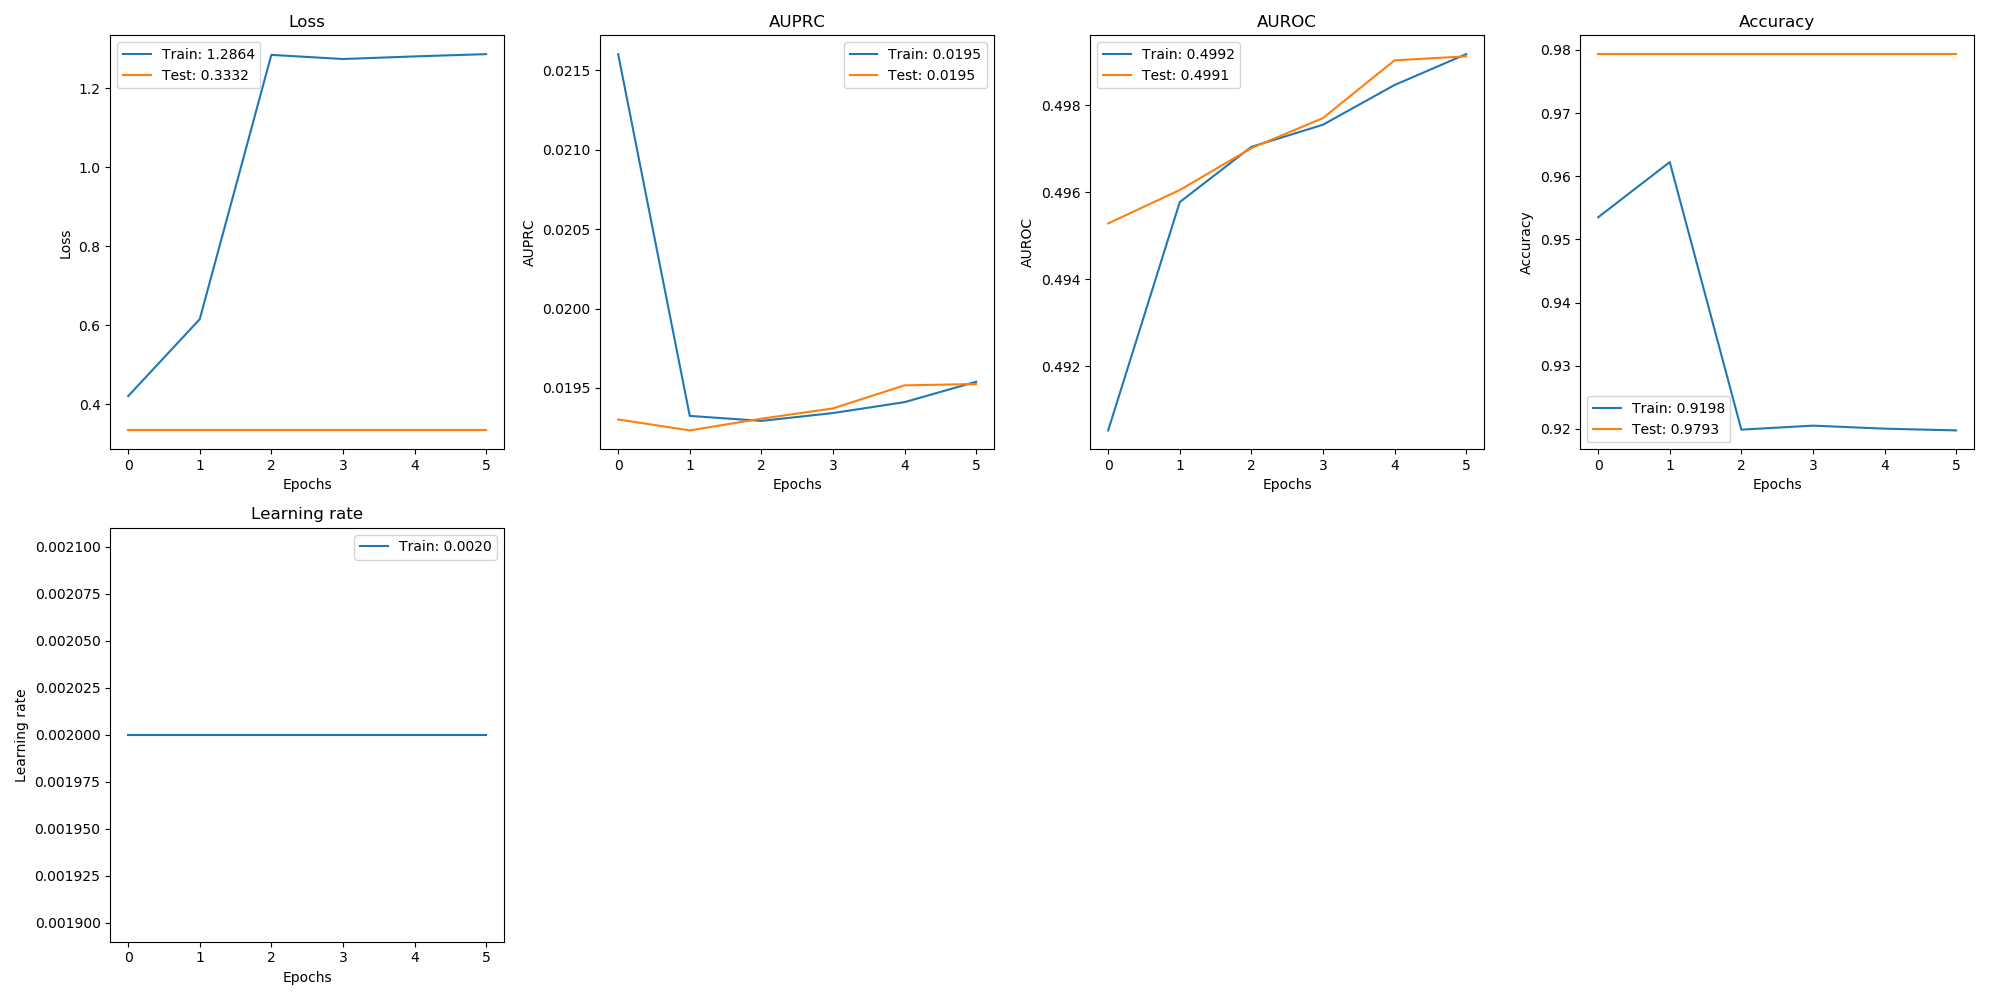 Loss
Train: 1.2864
Test: 0.3332
1.2
1.0
0.8
0.6
0.4
Loss
0 1 2 3 4 5
Epochs
AUPRC
Train: 0.0195
Test: 0.0195
0.0215
0.0210
0.0205
0.0200
0.0195
AUPRC
0 1 2 3 4 5
Epochs
AUROC
Train: 0.4992
Test: 0.4991
0.498
0.496
0.494
0.492
AUROC
0 1 2 3 4 5
Epochs
Accuracy
0.98
0.97
0.96
0.95
0.94
0.93
0.92
Accuracy
Train: 0.9198
Test: 0.9793
0 1 2 3 4 5
Epochs
Learning rate
Train: 0.0020
0.002100
0.002075
0.002050
0.002025
0.002000
0.001975
0.001950
0.001925
0.001900
Learning rate
0 1 2 3 4 5
Epochs